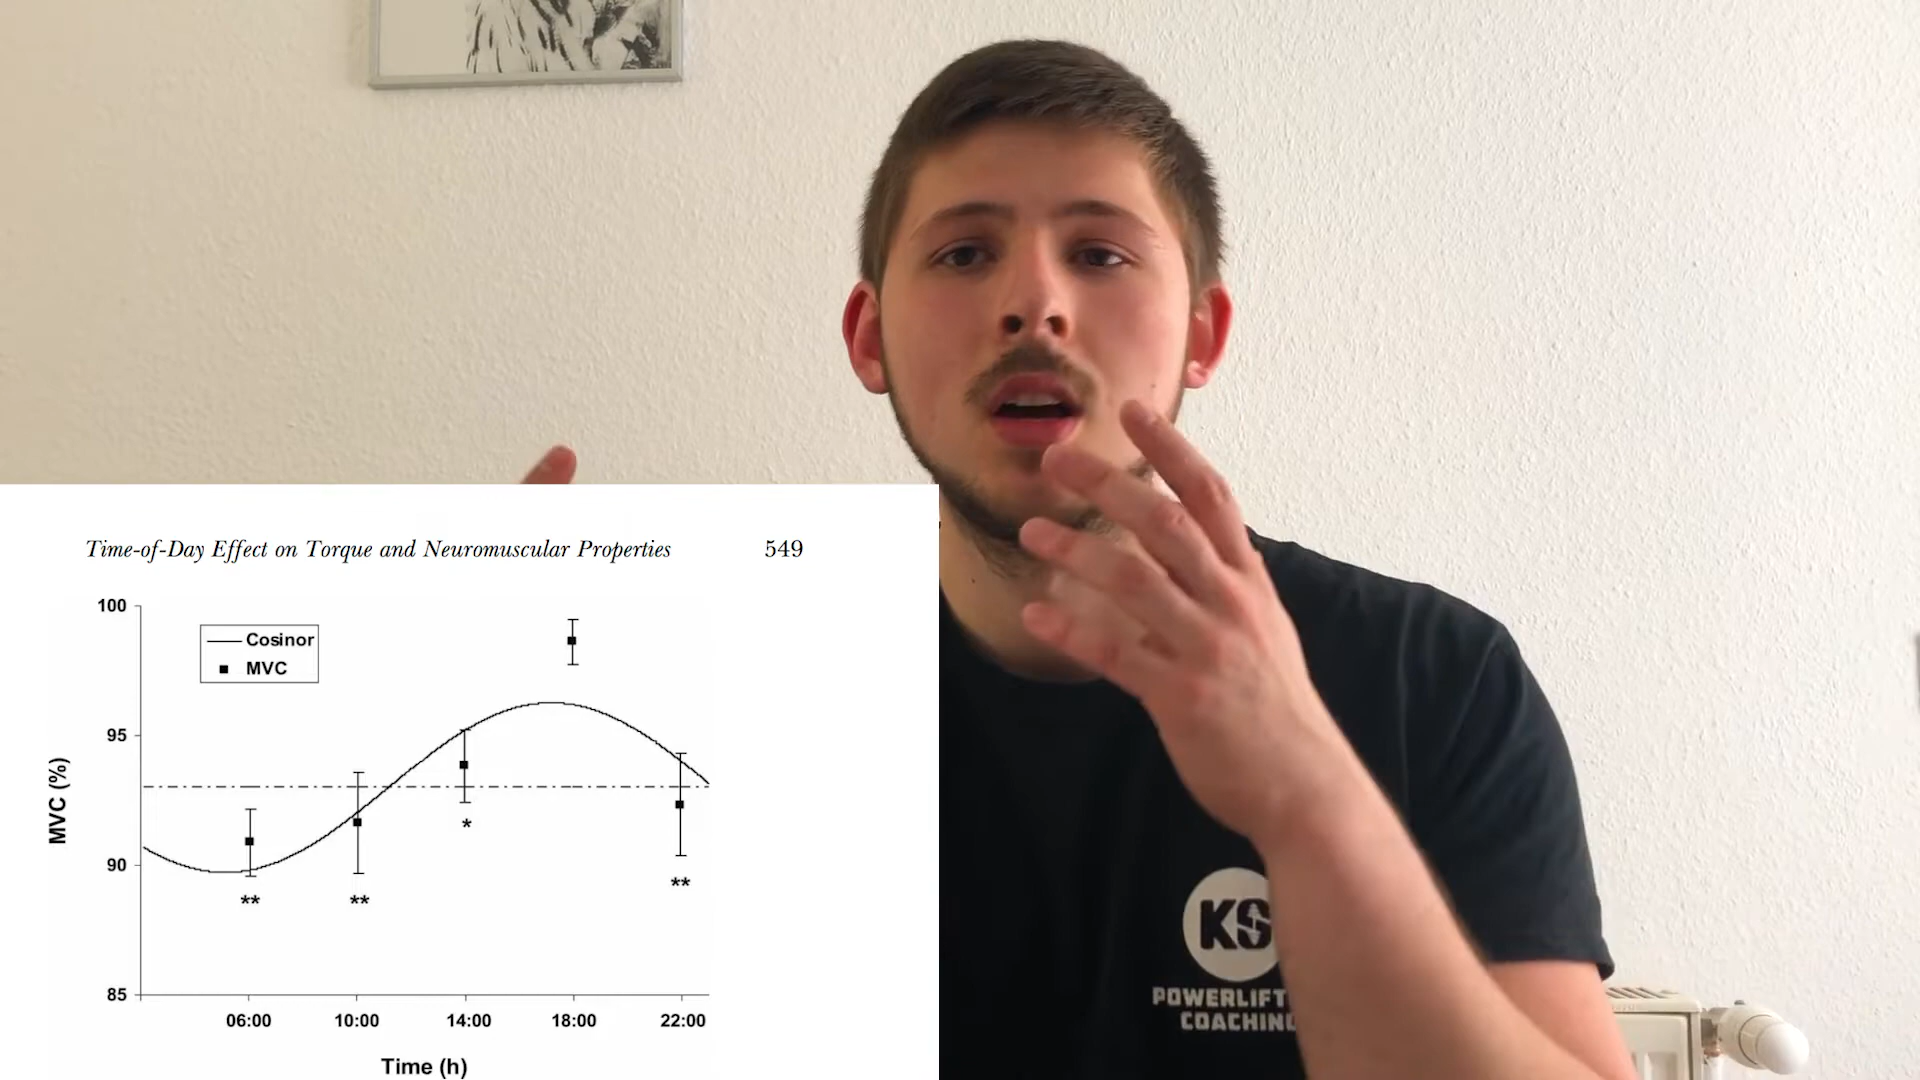 Time-of-Day Effect on Torque and Neuromuscular Properties 549
100
Cosinor
MVC
95
MVC (%)
90
*
** ** **
85
06:00 10:00 14:00 18:00 22:00
Time (h)
KS
POWERLIFT
COACHING